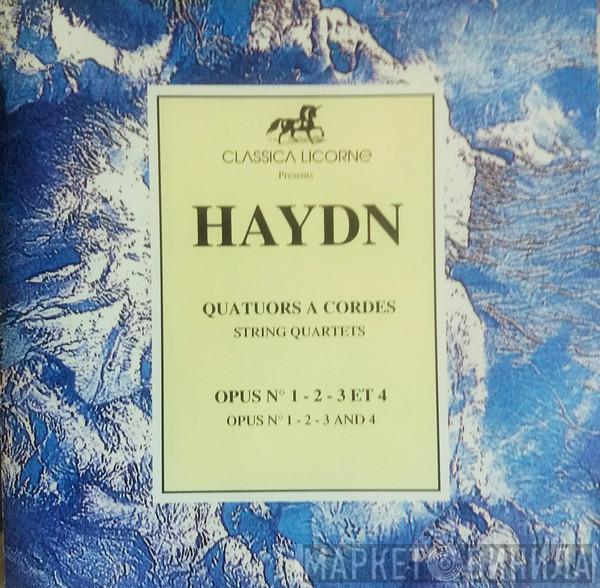 CLASSICA LICORNE
Presents
HAYDN
QUATUORS A CORDES
STRING QUARTETS
OPUS N° 1 - 2 - 3 ET 4
OPUS N° 1 - 2 - 3 AND 4
МАРКЕТ ВИНИЛА